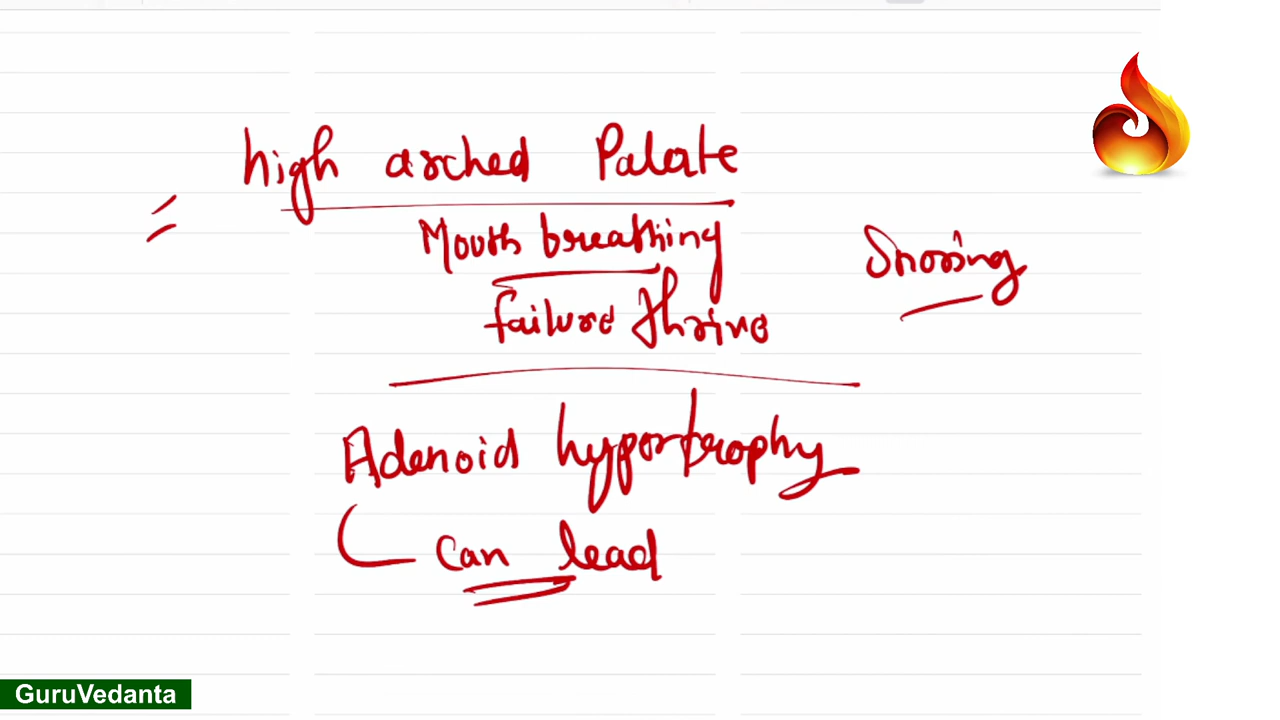 high arched Palate
=
Mouth breathing
Snoring
failure thrive
Adenoid hypertrophy
can lead
GuruVedanta